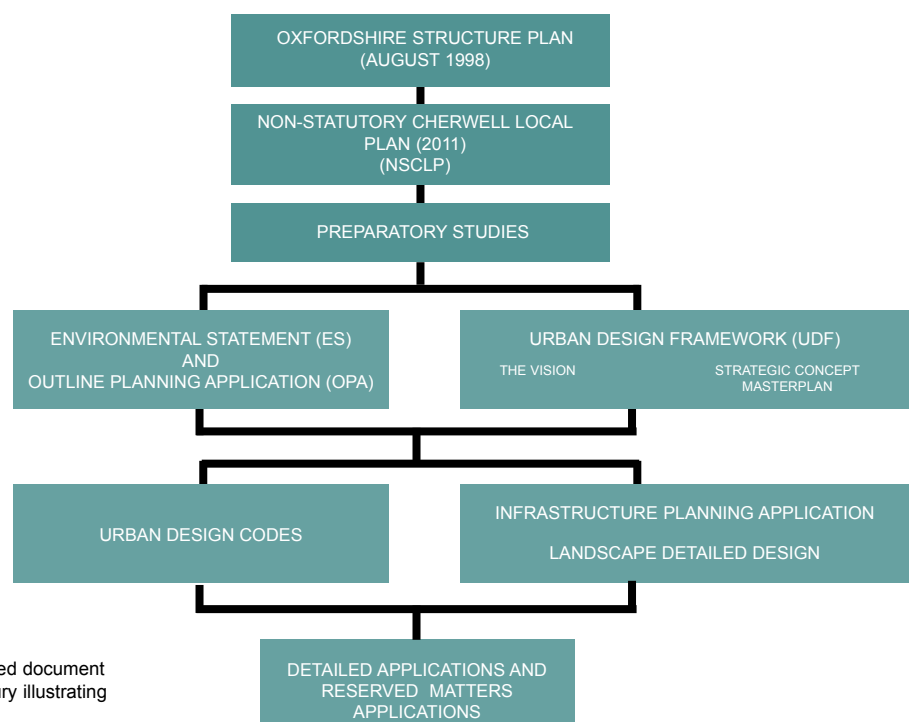 OXFORDSHIRE STRUCTURE PLAN
(AUGUST 1998)
NON-STATUTORY CHERWELL LOCAL
PLAN (2011)
(NSCLP)
PREPARATORY STUDIES
ENVIRONMENTAL STATEMENT (ES)
AND
OUTLINE PLANNING APPLICATION (OPA)
URBAN DESIGN FRAMEWORK (UDF)
THE VISION
STRATEGIC CONCEPT
MASTERPLAN
URBAN DESIGN CODES
INFRASTRUCTURE PLANNING APPLICATION
LANDSCAPE DETAILED DESIGN
DETAILED APPLICATIONS AND
RESERVED MATTERS
APPLICATIONS
document
illustrating